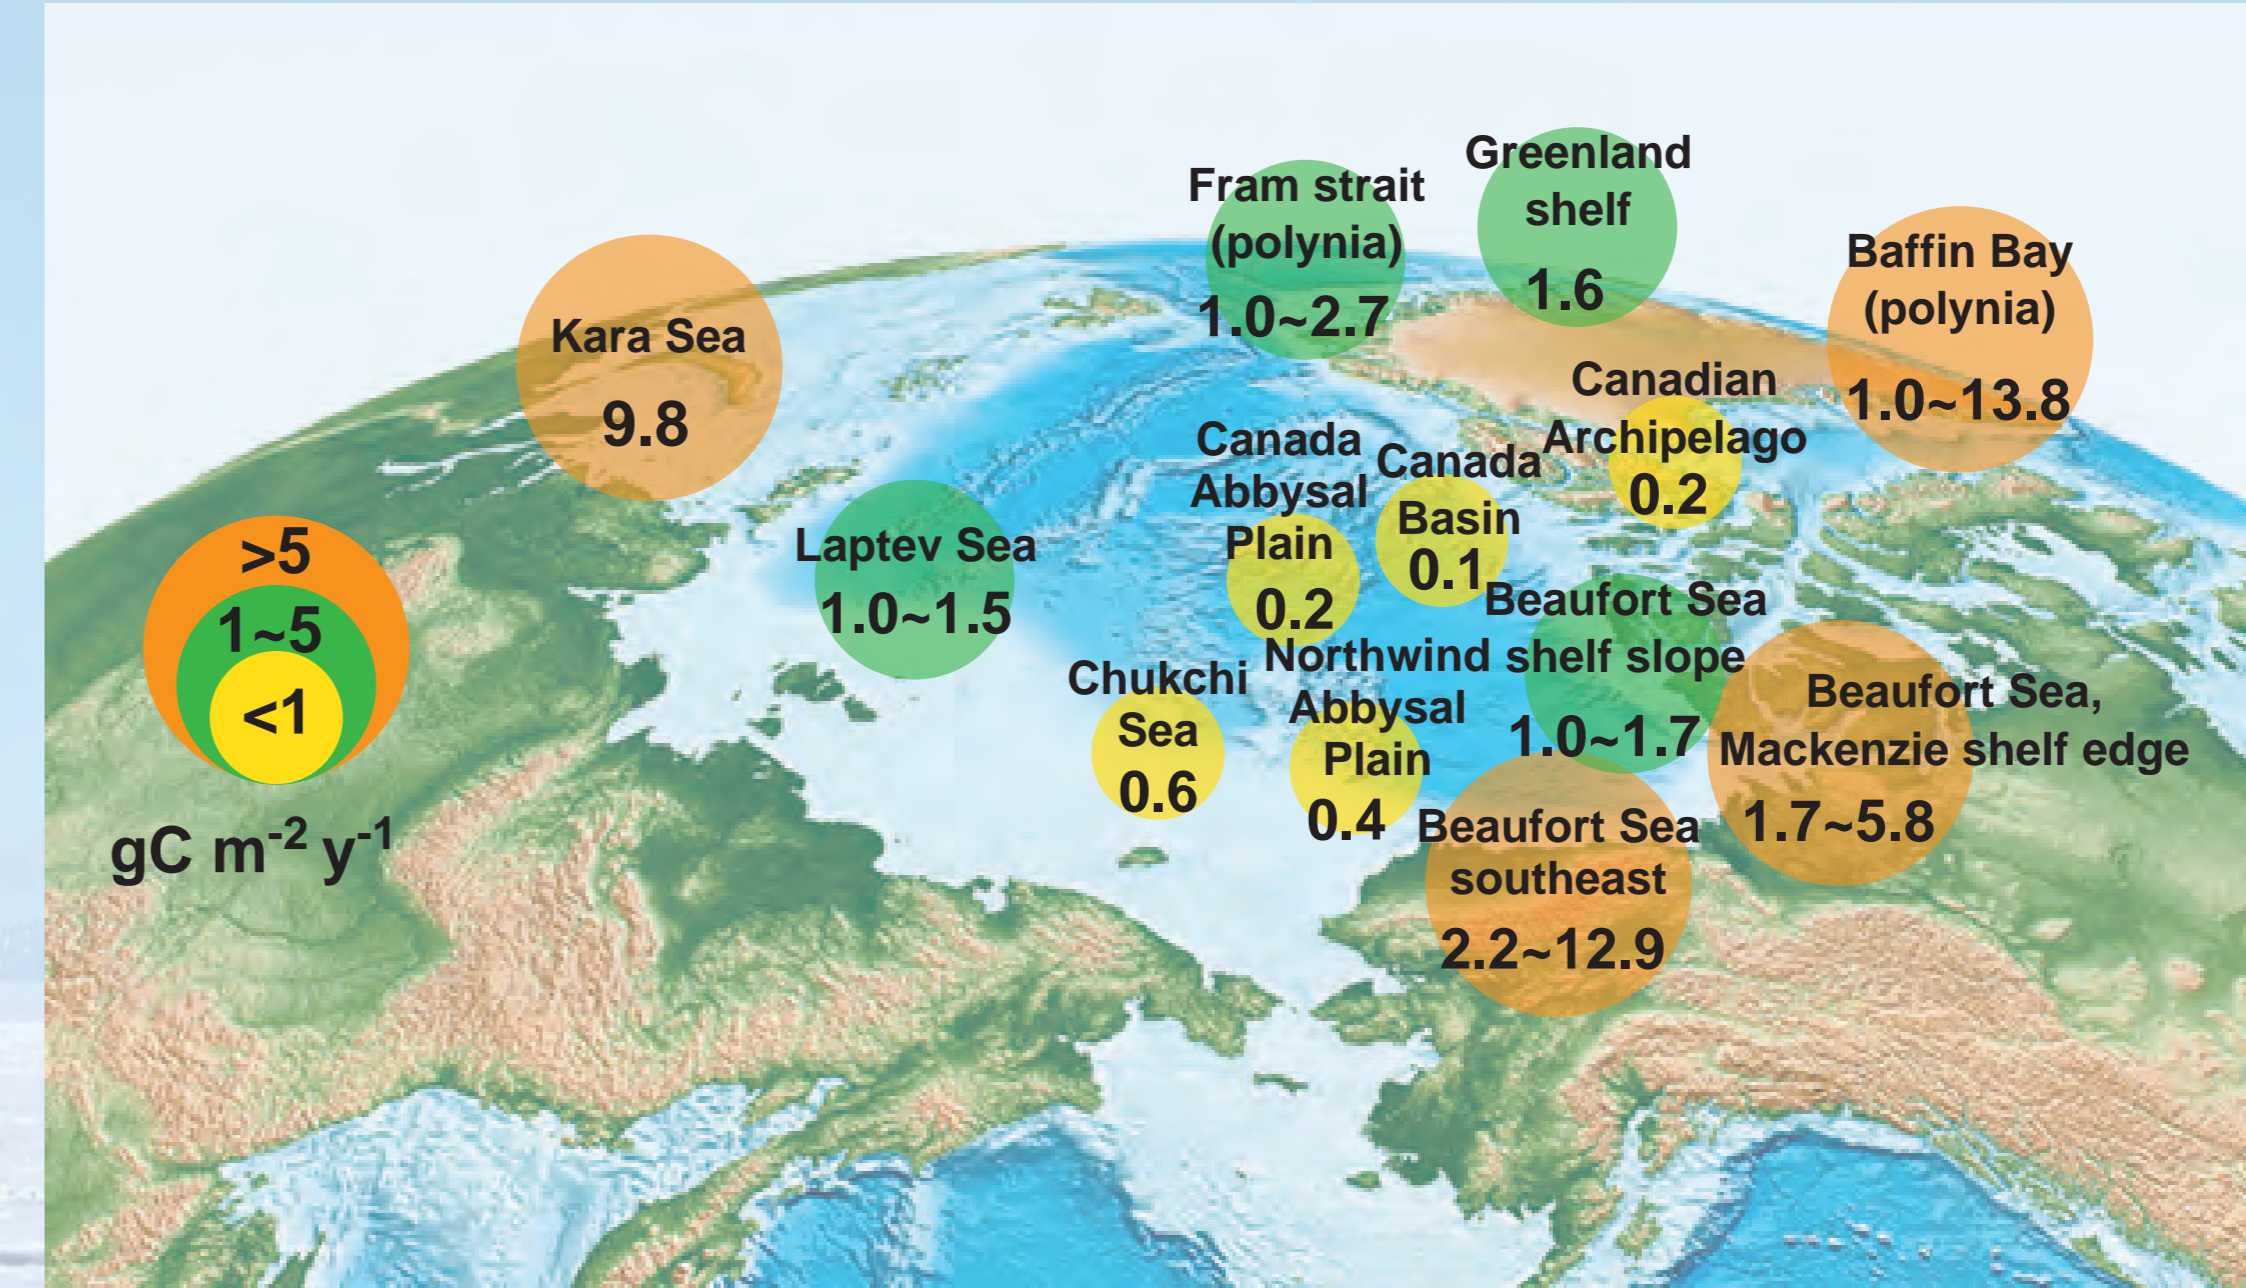 Greenland
shelf
1.6
Fram strait
(polynia)
1.0~2.7
Baffin Bay
(polynia)
1.0~13.8
Kara Sea
9.8
Canadian
Archipelago
0.2
Canada
Abbysal
Plain
0.2
Canada
Basin
0.1
Laptev Sea
1.0~1.5
Beaufort Sea
shelf slope
1.0~1.7
Chukchi
Sea
0.6
Northwind
Abbysal
Plain
0.4
Beaufort Sea,
Mackenzie shelf edge
1.7~5.8
Beaufort Sea
southeast
2.2~12.9
>5
1~5
<1
gC m-2 y-1